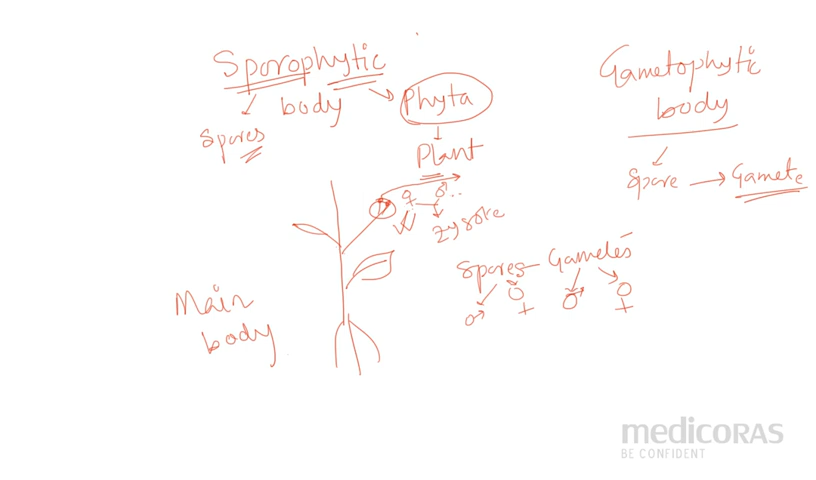 Sporophytic
body
Phyta
Spores
Plant
♀ ♂
Zygote
Main
body
Gametophytic
body
Spore → Gamete
Spores Gametes
♂ ♀ ♂ ♀
medicoras
BE CONFIDENT